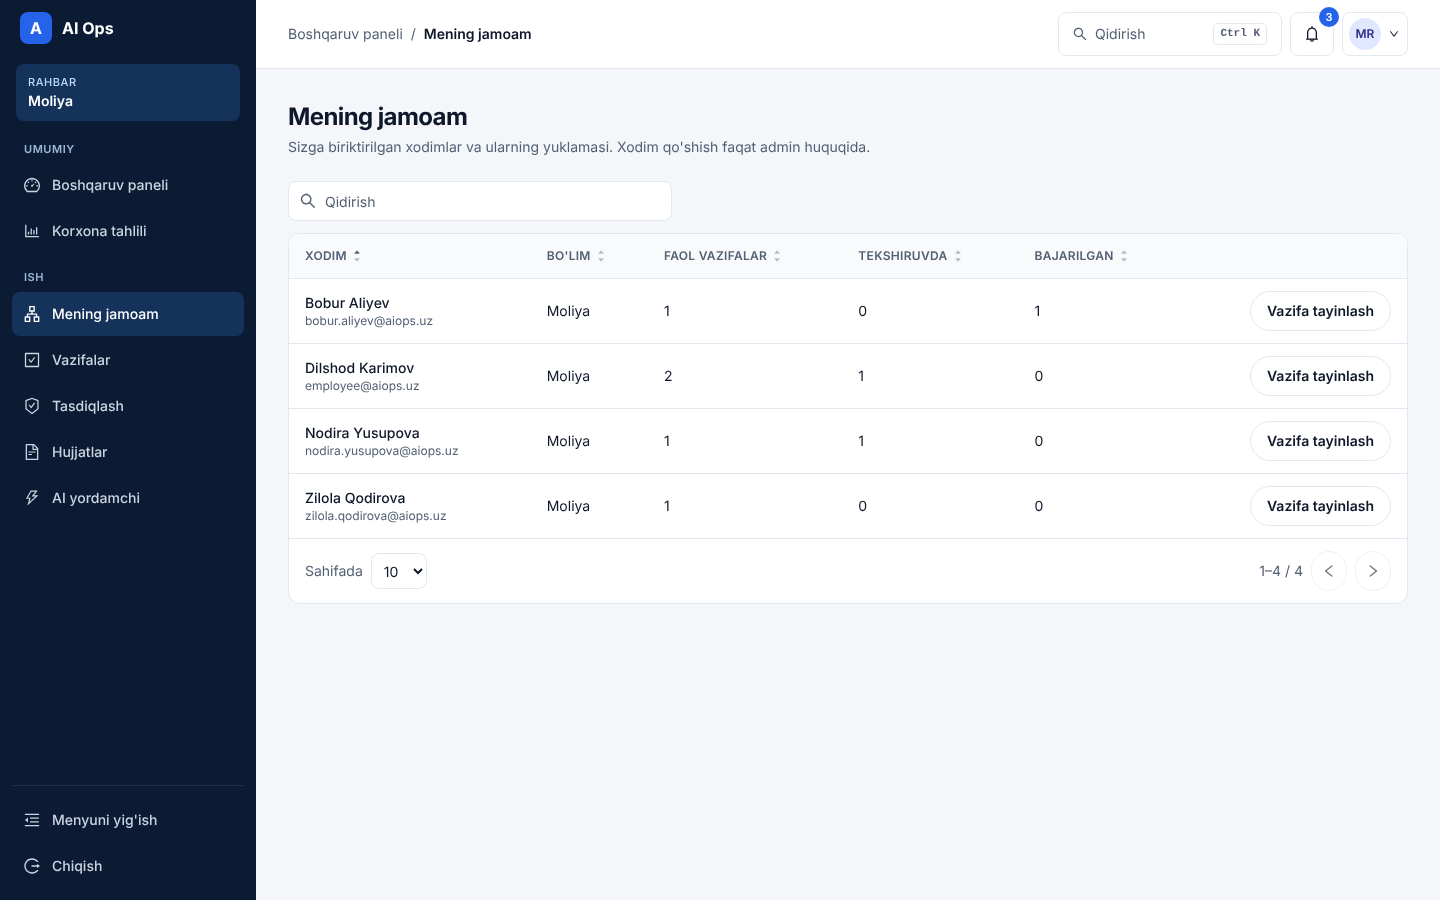 A AI Ops
RAHBAR
Moliya
UMUMIY
Boshqaruv paneli
Korxona tahlili
ISH
Mening jamoam
Vazifalar
Tasdiqlash
Hujjatlar
AI yordamchi
Menyuni yig'ish
Chiqish
Boshqaruv paneli / Mening jamoam
Qidirish Ctrl K
3
MR
Mening jamoam
Sizga biriktirilgan xodimlar va ularning yuklamasi. Xodim qo'shish faqat admin huquqida.
Qidirish
XODIM BO'LIM FAOL VAZIFALAR TEKSHIRUVDA BAJARILGAN
Bobur Aliyev
bobur.aliyev@aiops.uz
Moliya 1 0 1 Vazifa tayinlash
Dilshod Karimov
employee@aiops.uz
Moliya 2 1 0 Vazifa tayinlash
Nodira Yusupova
nodira.yusupova@aiops.uz
Moliya 1 1 0 Vazifa tayinlash
Zilola Qodirova
zilola.qodirova@aiops.uz
Moliya 1 0 0 Vazifa tayinlash
Sahifada 10 1–4 / 4